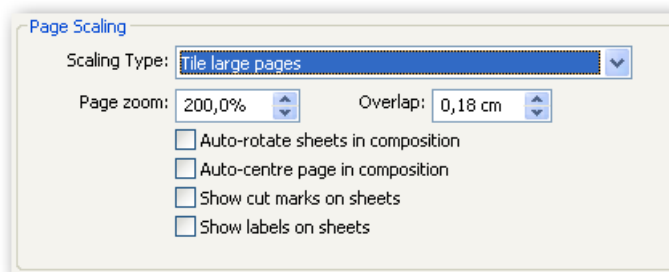 Page Scaling
Scaling Type: Tile large pages
Page zoom: 200,0% Overlap: 0,18 cm
Auto-rotate sheets in composition
Auto-centre page in composition
Show cut marks on sheets
Show labels on sheets